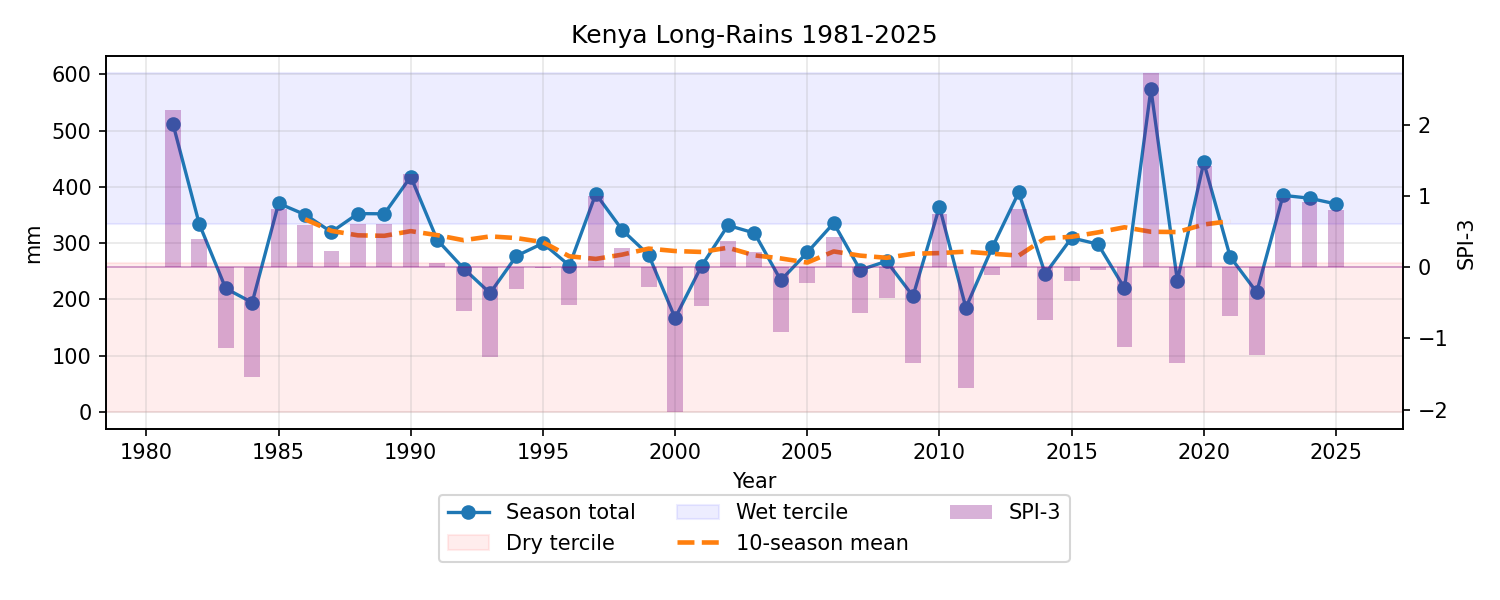 Kenya Long-Rains 1981-2025
600
500
400
300
200
100
0
mm
2
1
0
−1
−2
SPI-3
1980 1985 1990 1995 2000 2005 2010 2015 2020 2025
Year
Season total Wet tercile SPI-3
Dry tercile 10-season mean